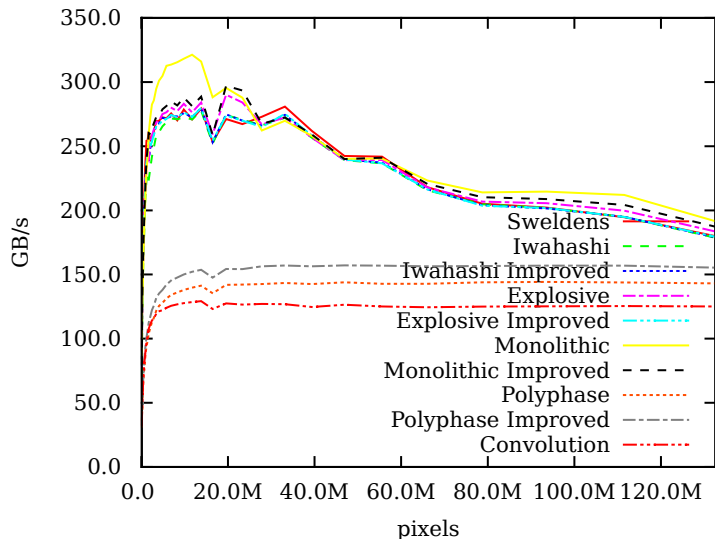 350.0
300.0
250.0
200.0
150.0
100.0
50.0
0.0
GB/s
Sweldens
Iwahashi
Iwahashi Improved
Explosive
Explosive Improved
Monolithic
Monolithic Improved
Polyphase
Polyphase Improved
Convolution
0.0 20.0M 40.0M 60.0M 80.0M 100.0M 120.0M
pixels